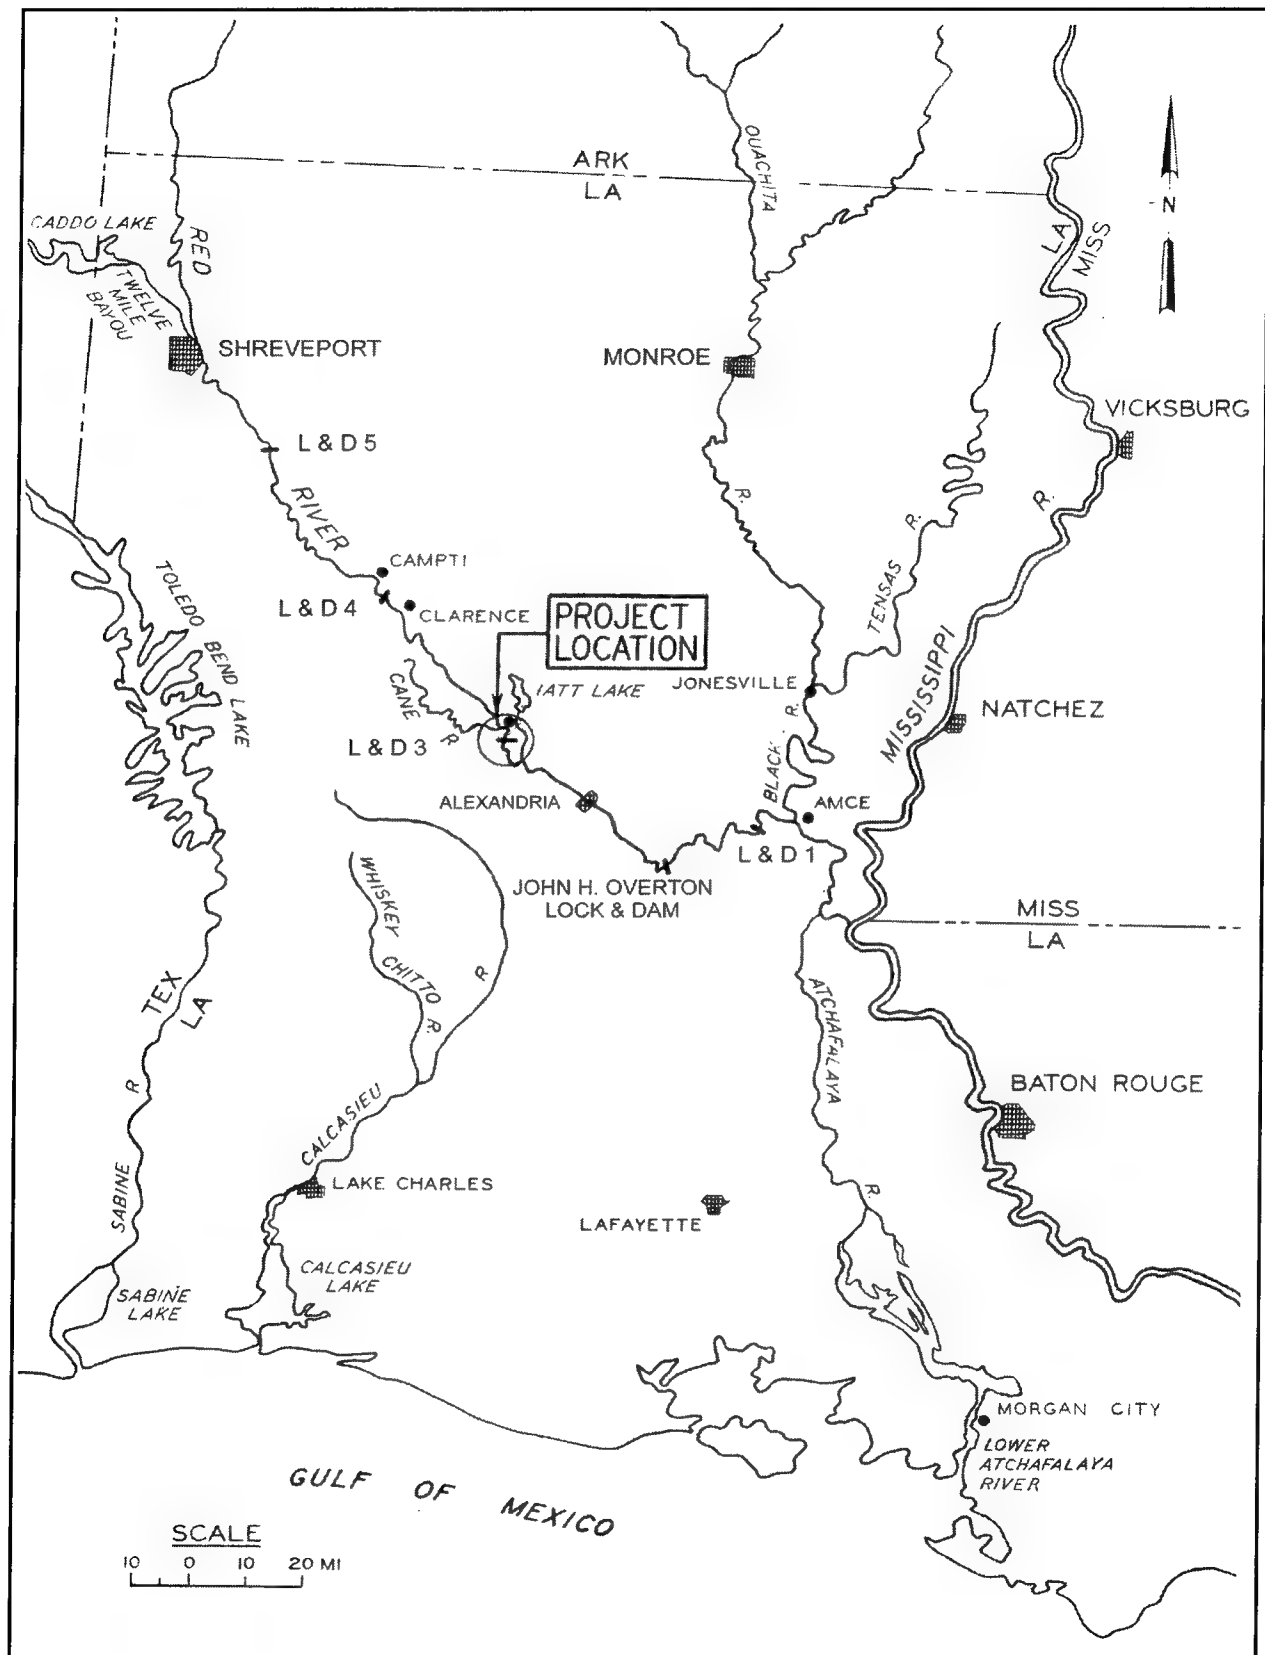 ARK
LA
OUACHITA
N
CADDO LAKE
RED
LA
MISS
TWELVE
MILE
BAYOU
SHREVEPORT
MONROE
VICKSBURG
L & D 5
RIVER
R.
R.
R.
CAMPTI
TOLEDO BEND LAKE
L & D 4
CLARENCE
PROJECT
LOCATION
TENSAS
CANE
R
IATT LAKE
JONESVILLE
MISSISSIPPI
NATCHEZ
L & D 3
BLACK
R.
ALEXANDRIA
AMCE
L & D 1
JOHN H. OVERTON
LOCK & DAM
WHISKEY
CHITTO
R.
R
MISS
LA
TEX
LA
ATCHAFALAYA
R.
R
SABINE
CALCASIEU
BATON ROUGE
LAKE CHARLES
LAFAYETTE
CALCASIEU
LAKE
SABINE
LAKE
MORGAN CITY
LOWER
ATCHAFALAYA
RIVER
GULF OF MEXICO
SCALE
10 0 10 20 MI